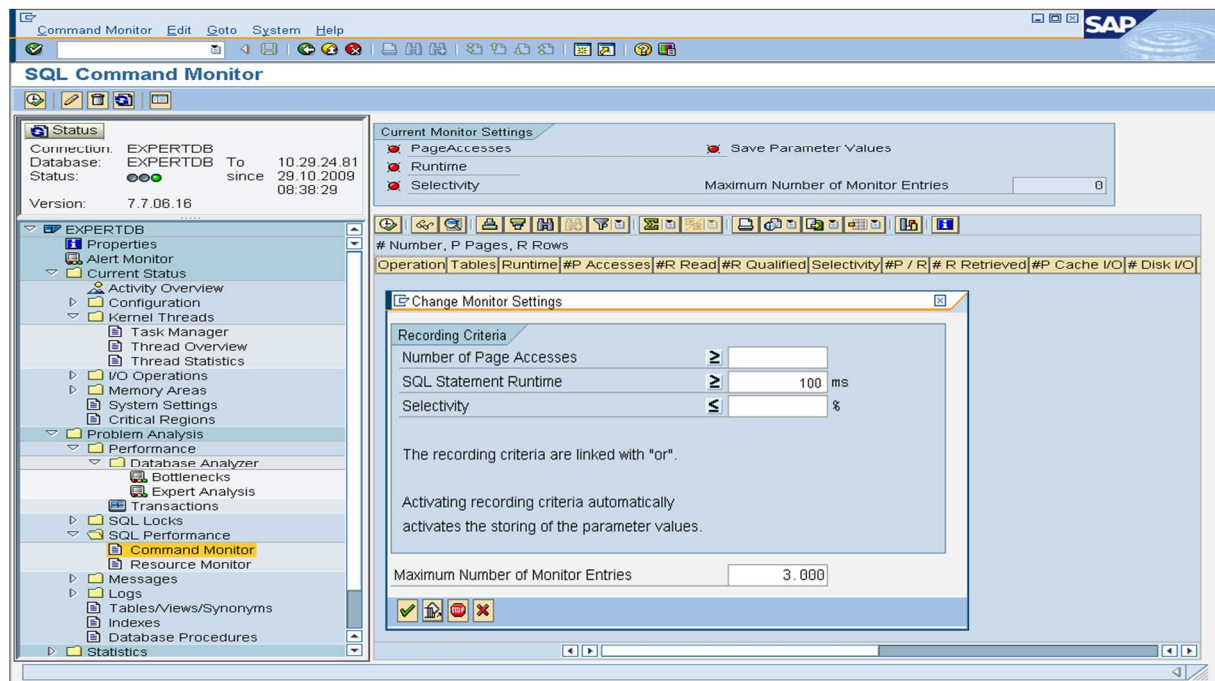 Command Monitor Edit Goto System Help
SAP
SQL Command Monitor
Status
Connection: EXPERTDB
Database: EXPERTDB To 10.29.24.81
Status: since 29.10.2009
08:38:29
Version: 7.7.06.16
EXPERTDB
Properties
Alert Monitor
Current Status
Activity Overview
Configuration
Kernel Threads
Task Manager
Thread Overview
Thread Statistics
I/O Operations
Memory Areas
System Settings
Critical Regions
Problem Analysis
Performance
Database Analyzer
Bottlenecks
Expert Analysis
Transactions
SQL Locks
SQL Performance
Command Monitor
Resource Monitor
Messages
Logs
Tables/Views/Synonyms
Indexes
Database Procedures
Statistics
Current Monitor Settings
PageAccesses Save Parameter Values
Runtime
Selectivity Maximum Number of Monitor Entries 0
# Number, P Pages, R Rows
Operation Tables Runtime #P Accesses #R Read #R Qualified Selectivity #P / R # R Retrieved #P Cache I/O # Disk I/O
Change Monitor Settings
Recording Criteria
Number of Page Accesses ≥
SQL Statement Runtime ≥ 100 ms
Selectivity ≤ %
The recording criteria are linked with "or".
Activating recording criteria automatically
activates the storing of the parameter values.
Maximum Number of Monitor Entries 3.000
STOP